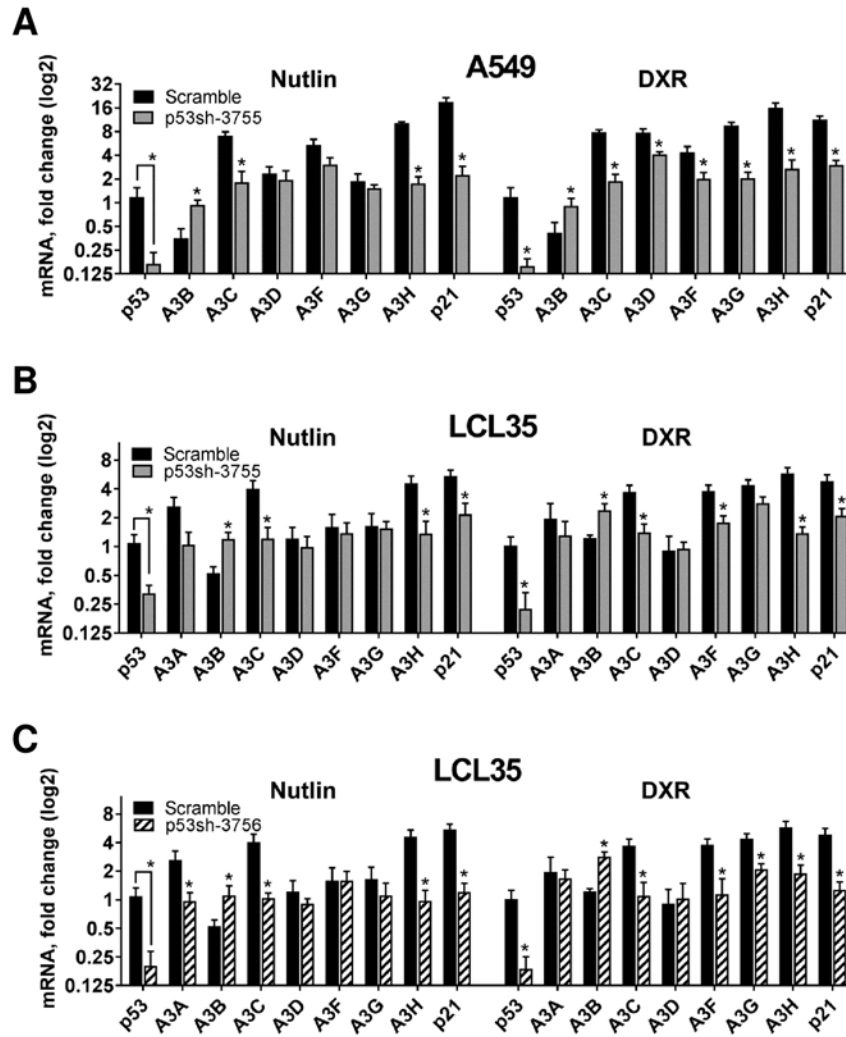 A
A549
Nutlin
DXR
mRNA, fold change (log2)
32
16
8
4
2
1
0.5
0.25
0.125
Scramble
p53sh-3755
*
*
*
*
*
*
*
*
*
*
*
*
*
p53
A3B
A3C
A3D
A3F
A3G
A3H
p21
p53
A3B
A3C
A3D
A3F
A3G
A3H
p21
B
LCL35
Nutlin
DXR
mRNA, fold change (log2)
8
4
2
1
0.5
0.25
0.125
Scramble
p53sh-3755
*
*
*
*
*
*
*
*
*
*
*
p53
A3A
A3B
A3C
A3D
A3F
A3G
A3H
p21
p53
A3A
A3B
A3C
A3D
A3F
A3G
A3H
p21
C
LCL35
Nutlin
DXR
mRNA, fold change (log2)
8
4
2
1
0.5
0.25
0.125
Scramble
p53sh-3756
*
*
*
*
*
*
*
*
*
*
*
*
*
p53
A3A
A3B
A3C
A3D
A3F
A3G
A3H
p21
p53
A3A
A3B
A3C
A3D
A3F
A3G
A3H
p21